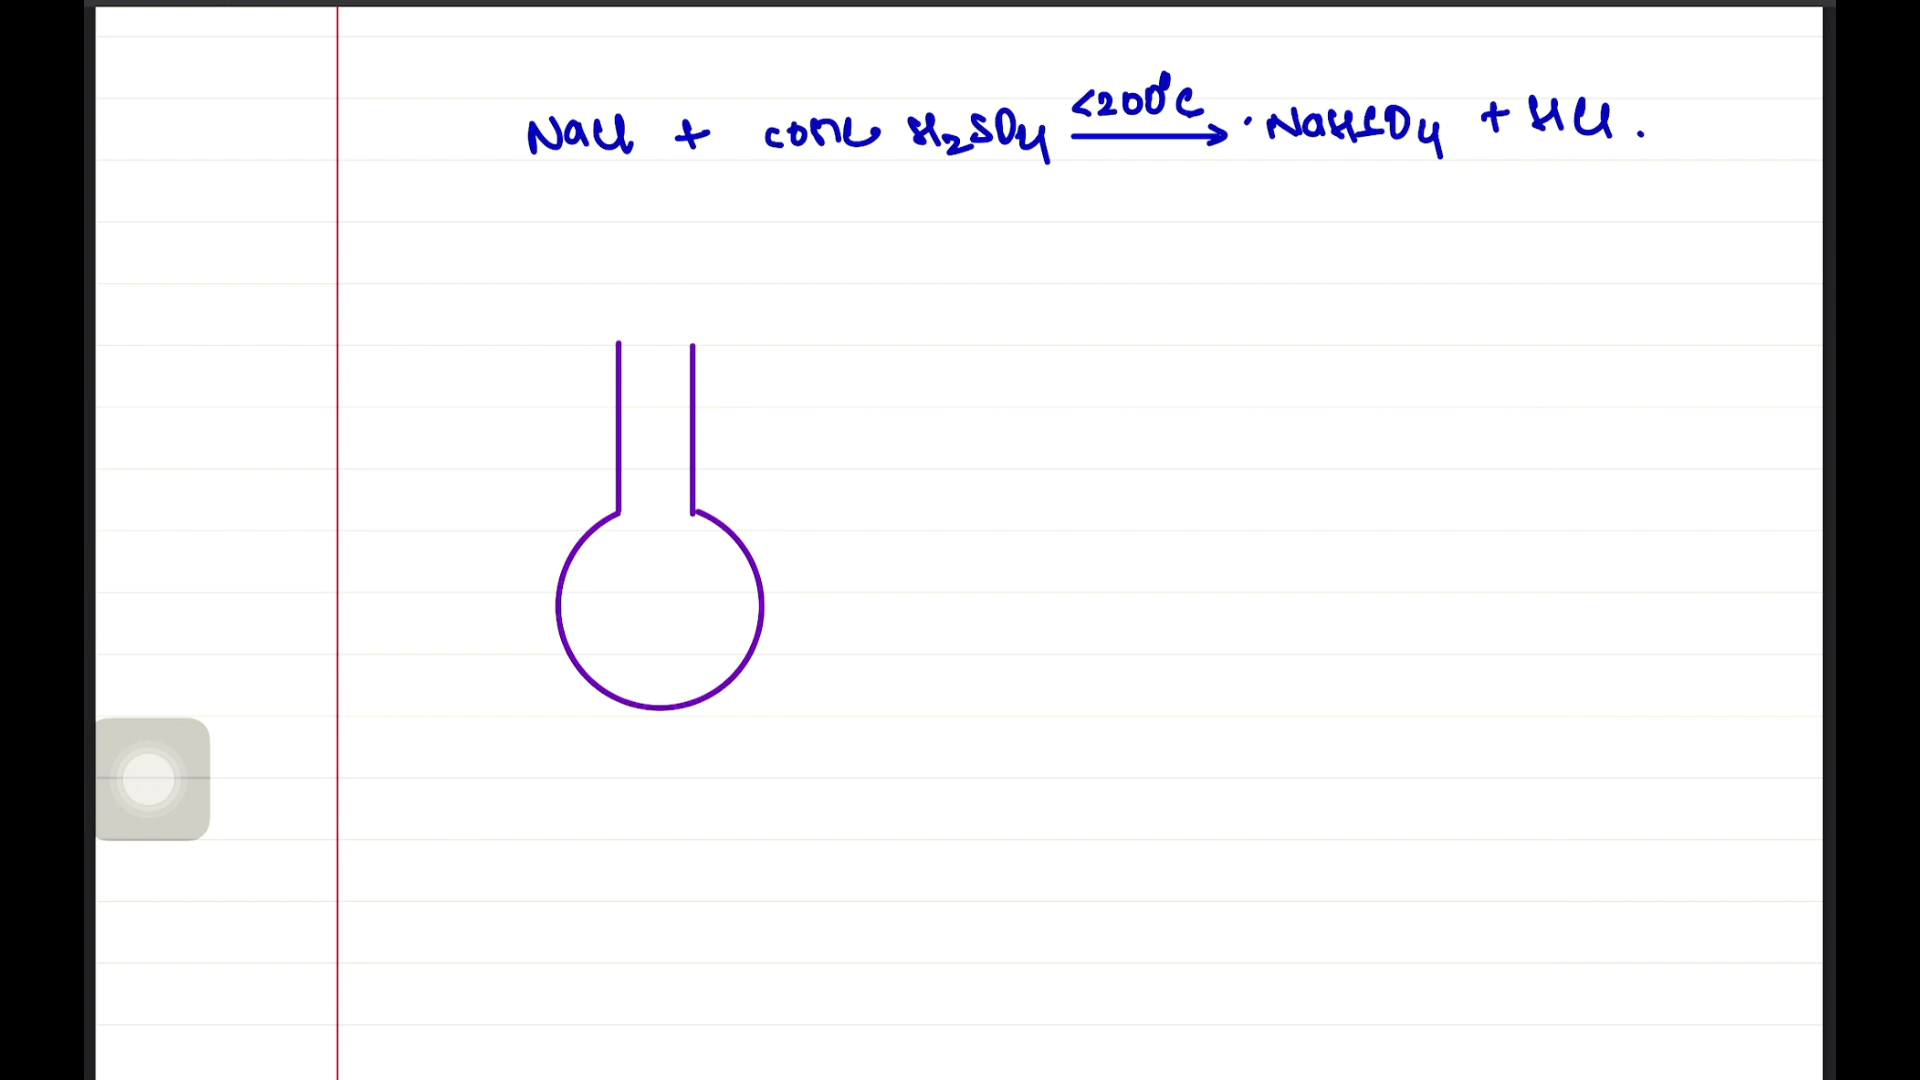 NaCl + conc H₂SO₄ <200°C → NaHSO₄ + HCl.